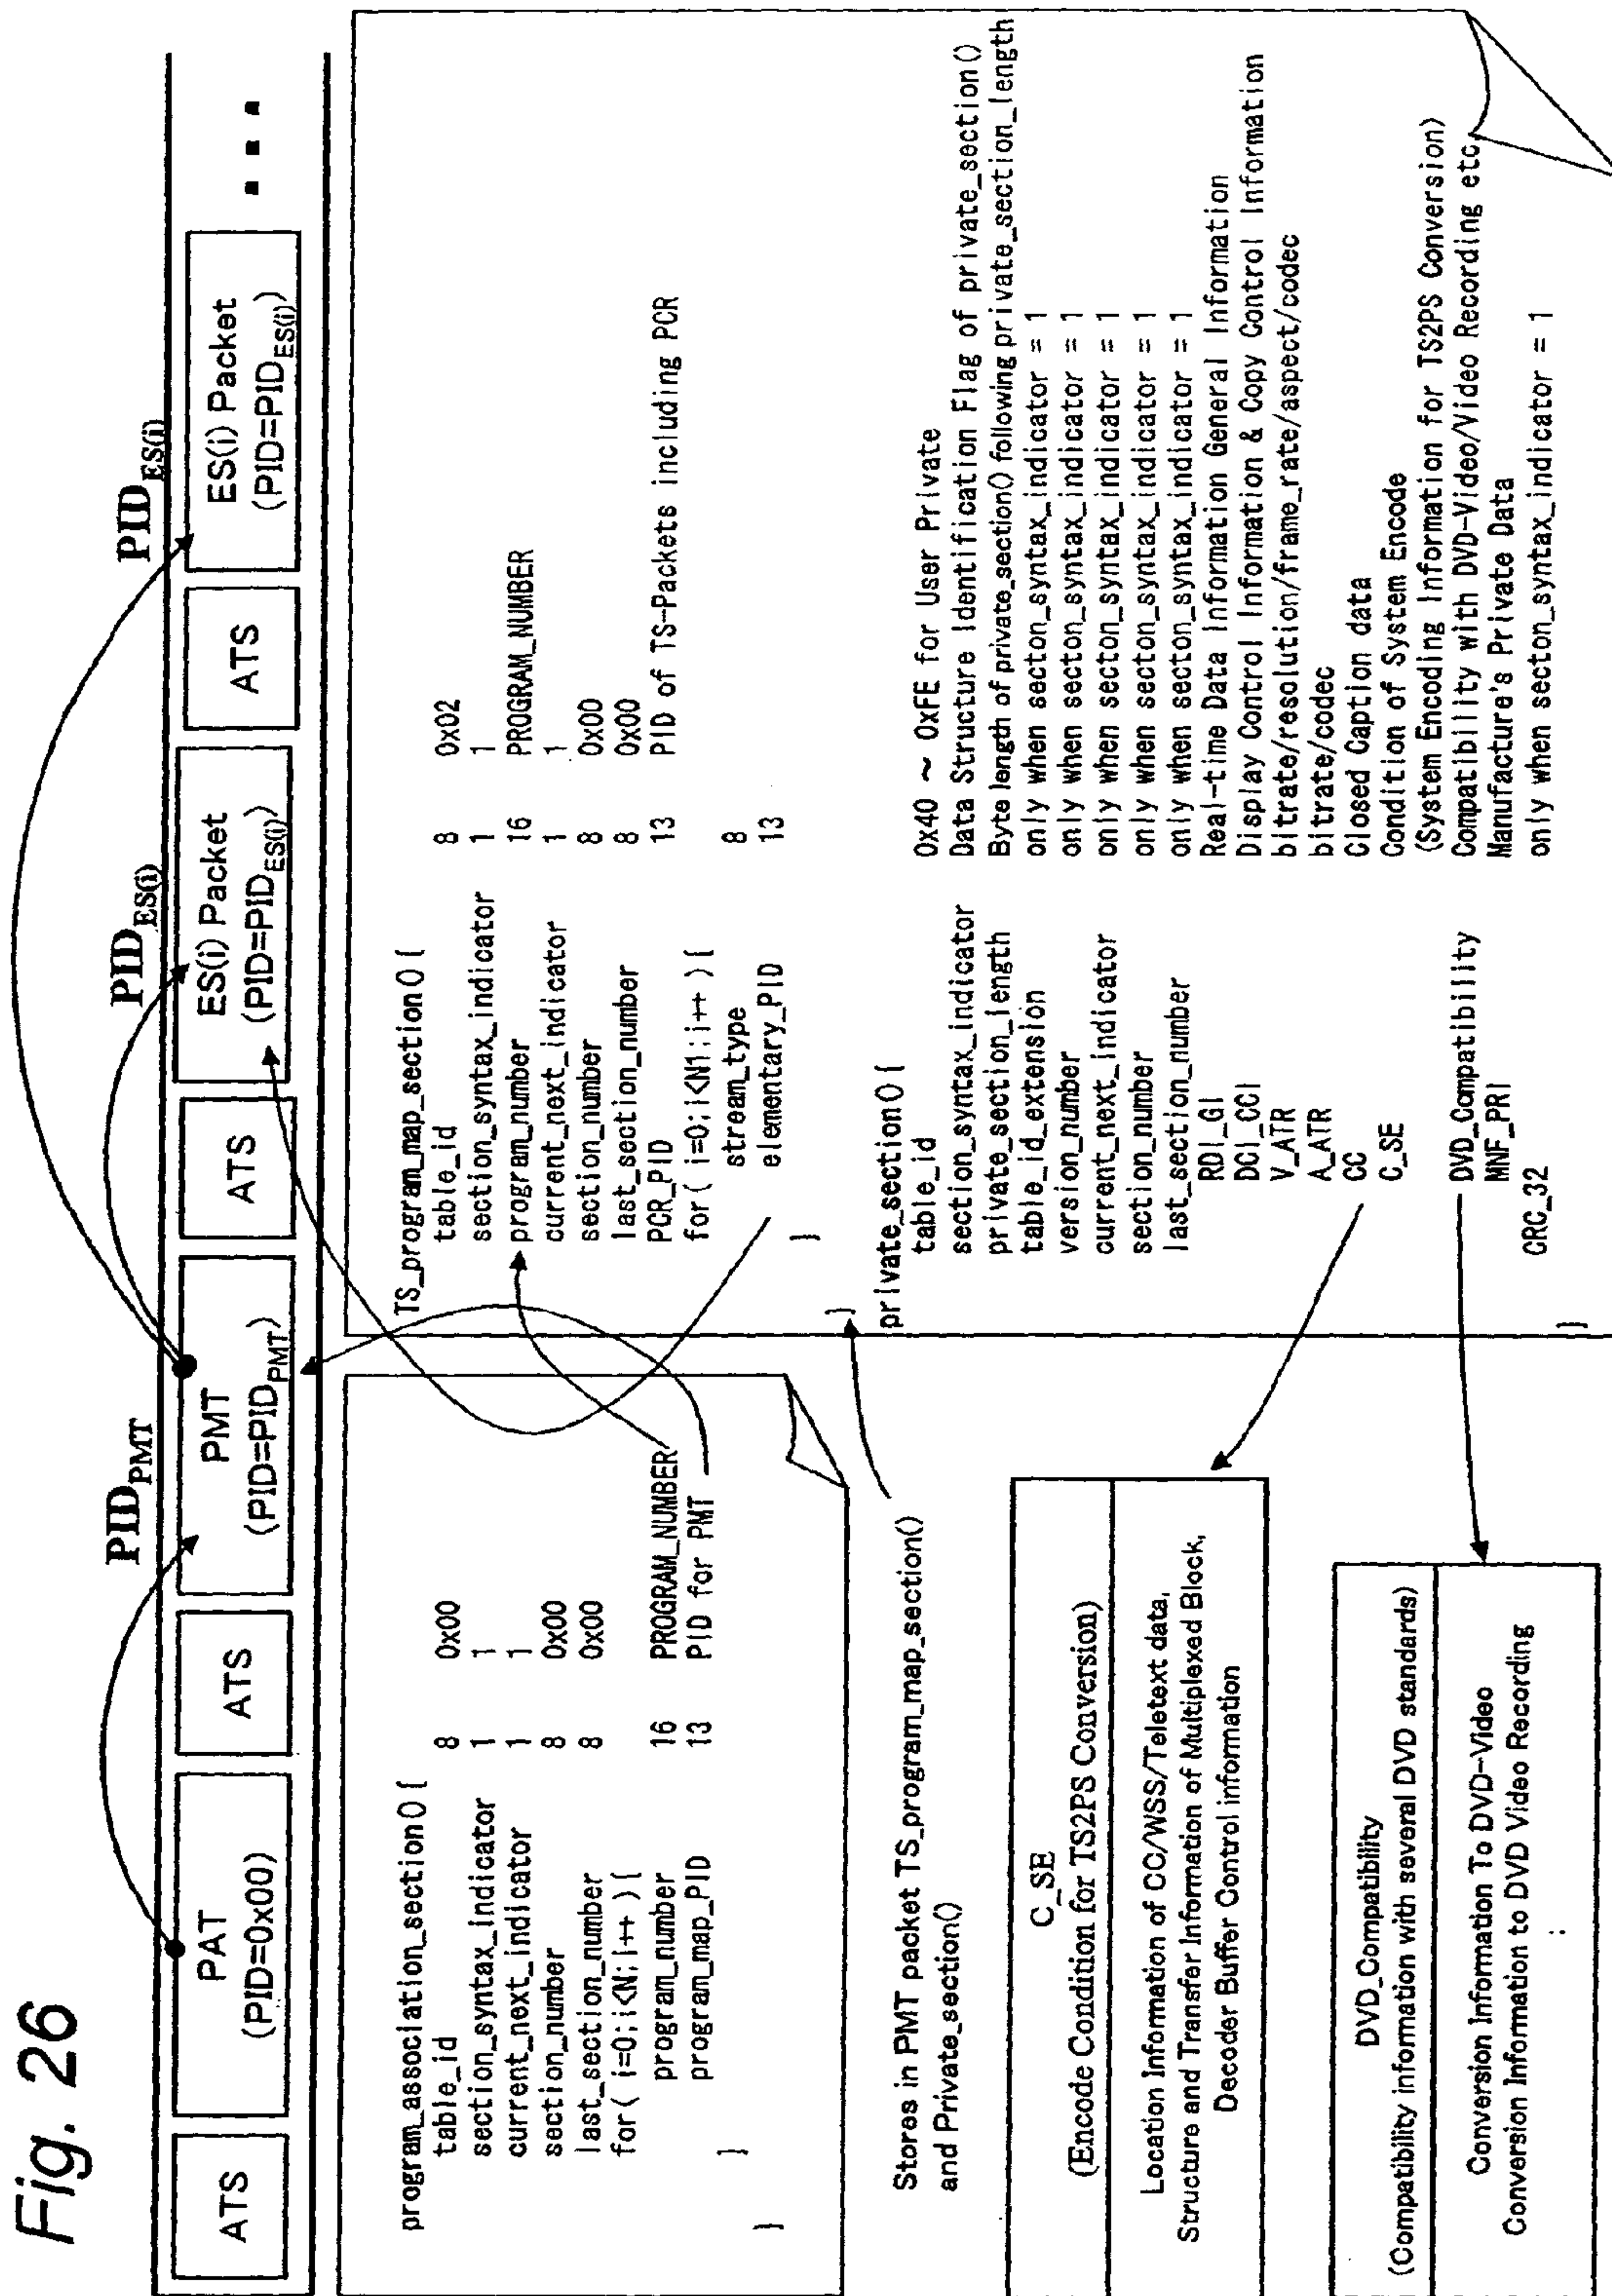 Fig. 26
PID_PMT
PID_ES(i)
PID_ES(i)
ATS
PAT
(PID=0x00)
ATS
PMT
(PID=PID_PMT)
ATS
ES(i) Packet
(PID=PID_ES(i))
ATS
ES(i) Packet
(PID=PID_ES(i))
...
program_association_section() {
table_id 8 0x00
section_syntax_indicator 1 1
current_next_indicator 1 1
section_number 8 0x00
last_section_number 8 0x00
for( i=0; i<N; i++ ) {
program_number 16 PROGRAM_NUMBER
program_map_PID 13 PID for PMT
}
}
Stores in PMT packet TS_program_map_section()
and Private_section()
C_SE
(Encode Condition for TS2PS Conversion)
Location Information of CC/WSS/Teletext data,
Structure and Transfer Information of Multiplexed Block,
Decoder Buffer Control information
DVD_Compatibility
(Compatibility information with several DVD standards)
Conversion Information To DVD-Video
Conversion Information to DVD Video Recording
:
TS_program_map_section() {
table_id 8 0x02
section_syntax_indicator 1 1
program_number 16 PROGRAM_NUMBER
current_next_indicator 1 1
section_number 8 0x00
last_section_number 8 0x00
PCR_PID 13 PID of TS-Packets including PCR
for( i=0; i<N1; i++ ) {
stream_type 8
elementary_PID 13
}
}
private_section() {
table_id 0x40 ~ 0xFE for User Private
section_syntax_indicator Data Structure Identification Flag of private_section()
private_section_length Byte length of private_section() following private_section_length
table_id_extension only when secton_syntax_indicator = 1
version_number only when secton_syntax_indicator = 1
current_next_indicator only when secton_syntax_indicator = 1
section_number only when secton_syntax_indicator = 1
last_section_number only when secton_syntax_indicator = 1
RDI_GI Real-time Data Information General Information
DCI_CCI Display Control Information & Copy Control Information
V_ATR bitrate/resolution/frame_rate/aspect/codec
A_ATR bitrate/codec
CC Closed Caption data
C_SE Condition of System Encode
(System Encoding Information for TS2PS Conversion)
DVD_Compatibility Compatibility with DVD-Video/Video Recording etc.
MNF_PRI Manufacture's Private Data
CRC_32 only when secton_syntax_indicator = 1
}